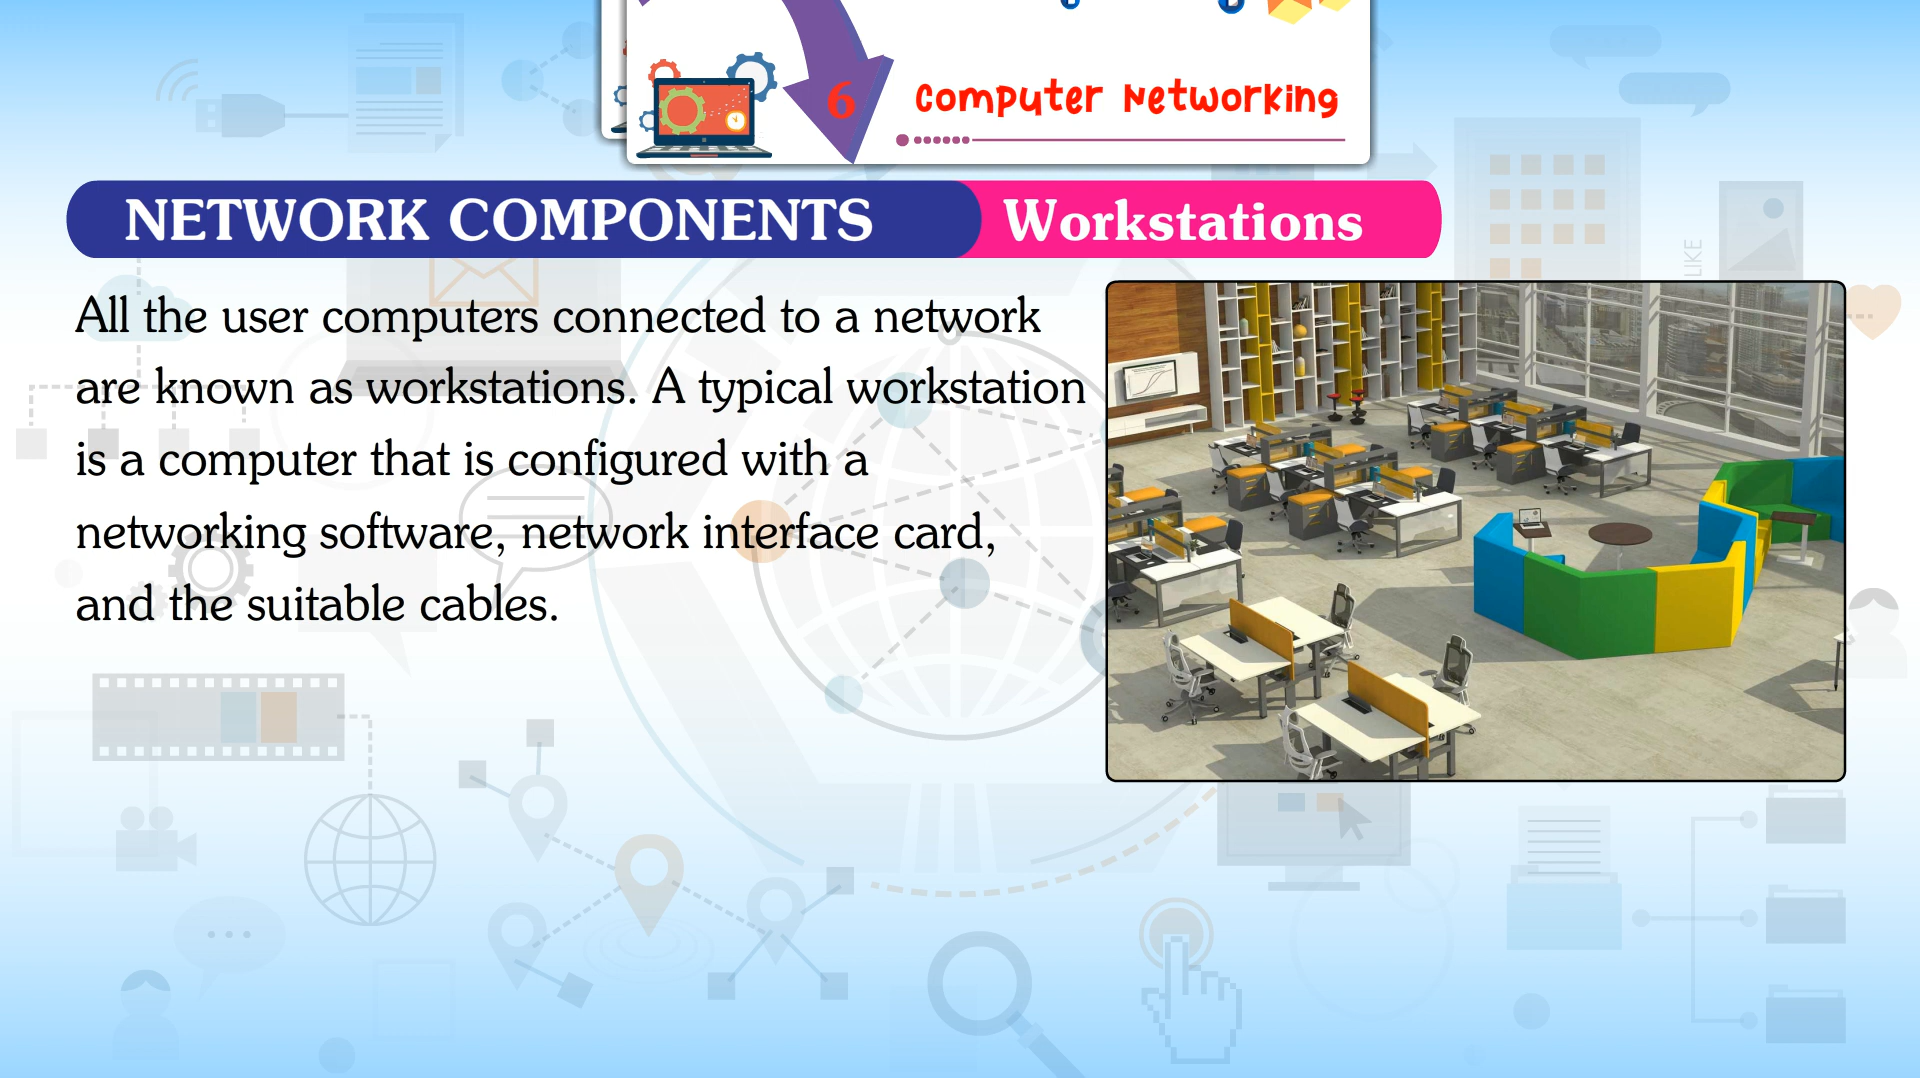 6
Computer Networking
NETWORK COMPONENTS
Workstations
All the user computers connected to a network
are known as workstations. A typical workstation
is a computer that is configured with a
networking software, network interface card,
and the suitable cables.
LIKE